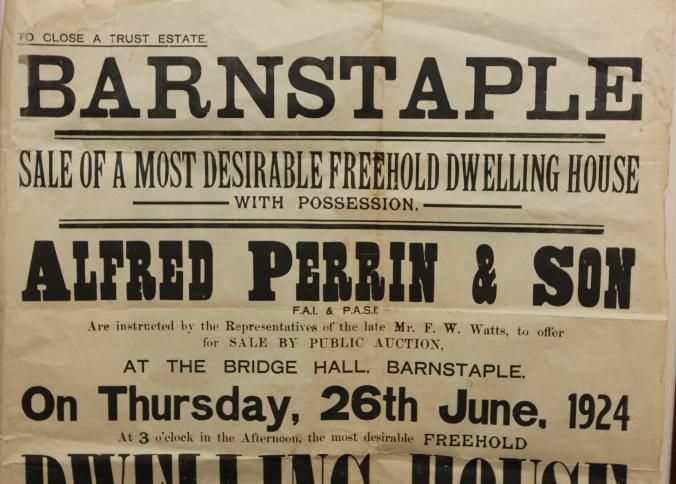 TO CLOSE A TRUST ESTATE.
BARNSTAPLE
SALE OF A MOST DESIRABLE FREEHOLD DWELLING HOUSE
WITH POSSESSION.
ALFRED PERRIN & SON
F.A.I. & P.A.S.I.
Are instructed by the Representatives of the late Mr. F. W. Watts, to offer
for SALE BY PUBLIC AUCTION,
AT THE BRIDGE HALL, BARNSTAPLE,
On Thursday, 26th June, 1924
At 3 o'clock in the Afternoon, the most desirable FREEHOLD
DWELLING HOUSE